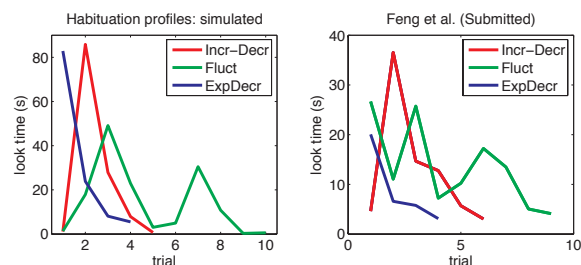 Habituation profiles: simulated
look time (s)
80
60
40
20
0
2
4
6
8
10
trial
Incr-Decr
Fluct
ExpDecr
Feng et al. (Submitted)
look time (s)
40
30
20
10
0
0
5
10
trial
Incr-Decr
Fluct
ExpDecr